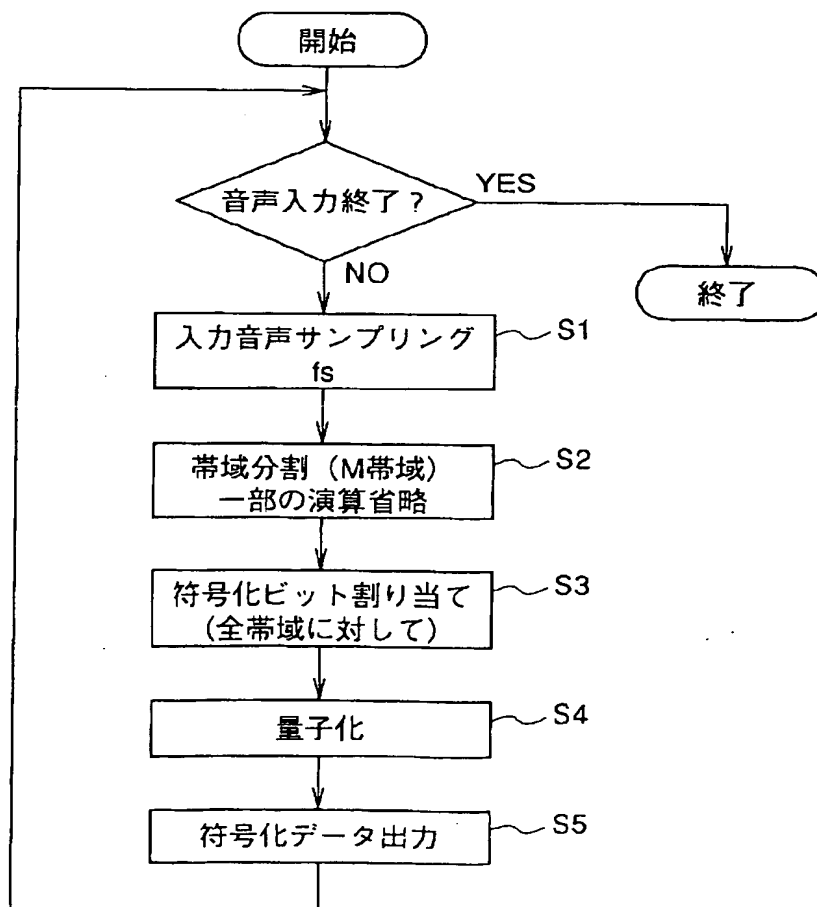 開始
音声入力終了？
YES
NO
終了
入力音声サンプリング
fs
S1
帯域分割（M帯域）
一部の演算省略
S2
符号化ビット割り当て
(全帯域に対して)
S3
量子化
S4
符号化データ出力
S5